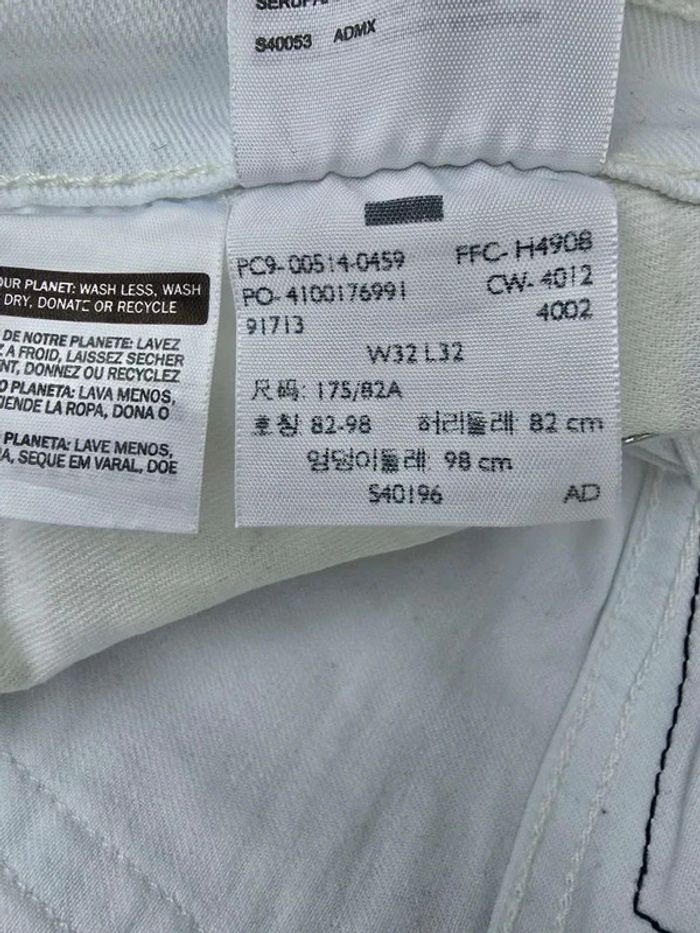 S40053 ADMX
OUR PLANET: WASH LESS, WASH
DRY, DONATE OR RECYCLE
DE NOTRE PLANETE: LAVEZ
A FROID, LAISSEZ SECHER
NT, DONNEZ OU RECYCLEZ
PLANETA: LAVA MENOS,
IENDE LA ROPA, DONA O
PLANETA: LAVE MENOS,
A, SEQUE EM VARAL, DOE
PC9-00514-0459 FFC-H4908
PO-4100176991 CW-4012
91713 4002
W32 L32
尺码: 175/82A
호칭 82-98 허리둘레 82 cm
엉덩이둘레 98 cm
S40196 AD